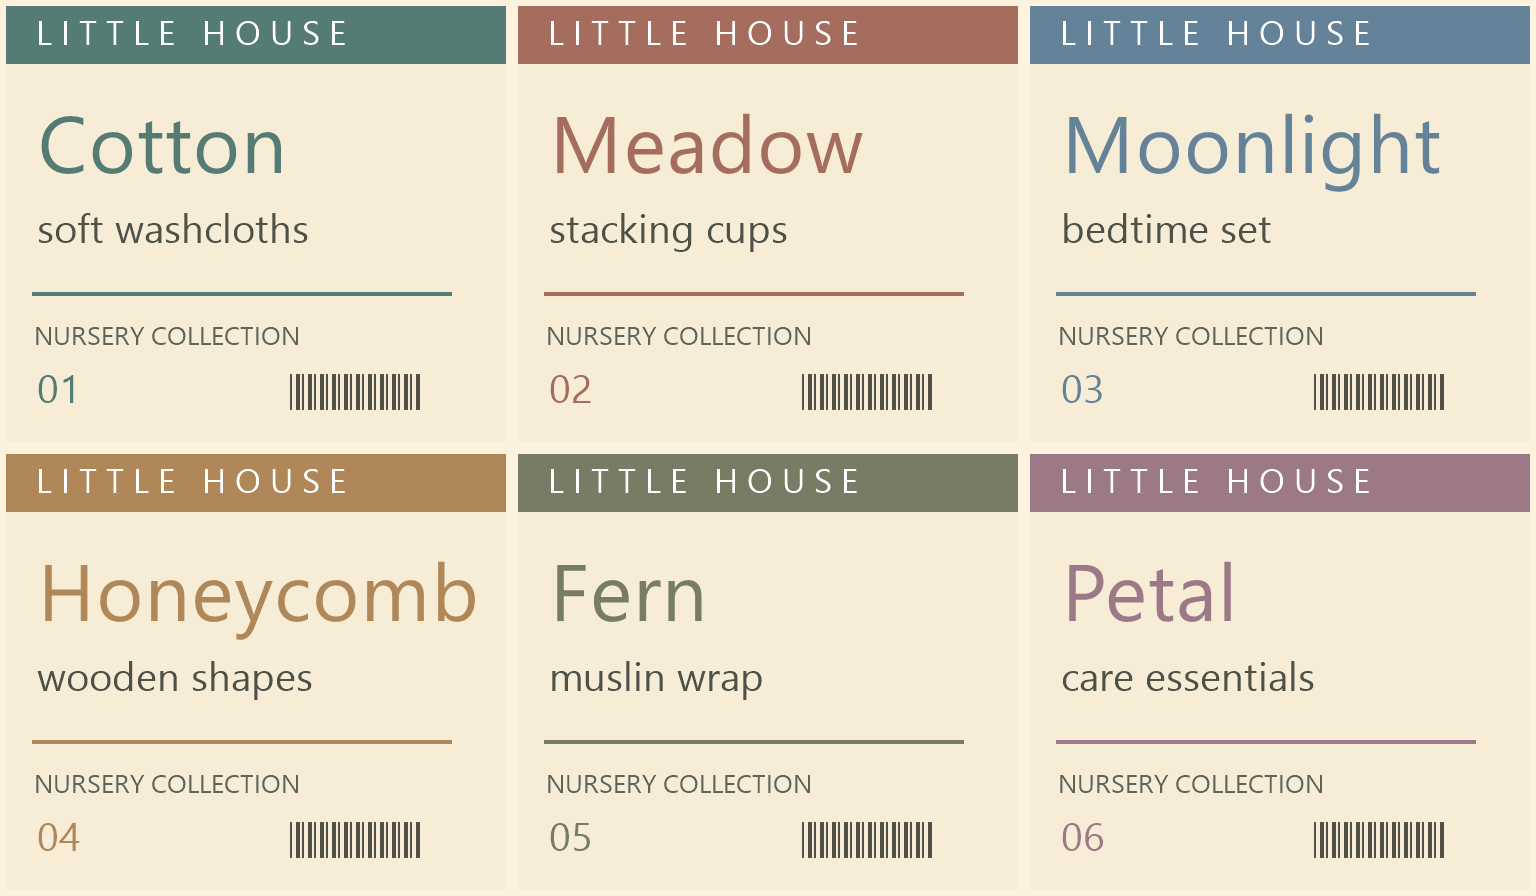 LITTLE HOUSE
Cotton
soft washcloths
NURSERY COLLECTION
01
LITTLE HOUSE
Meadow
stacking cups
NURSERY COLLECTION
02
LITTLE HOUSE
Moonlight
bedtime set
NURSERY COLLECTION
03
LITTLE HOUSE
Honeycomb
wooden shapes
NURSERY COLLECTION
04
LITTLE HOUSE
Fern
muslin wrap
NURSERY COLLECTION
05
LITTLE HOUSE
Petal
care essentials
NURSERY COLLECTION
06